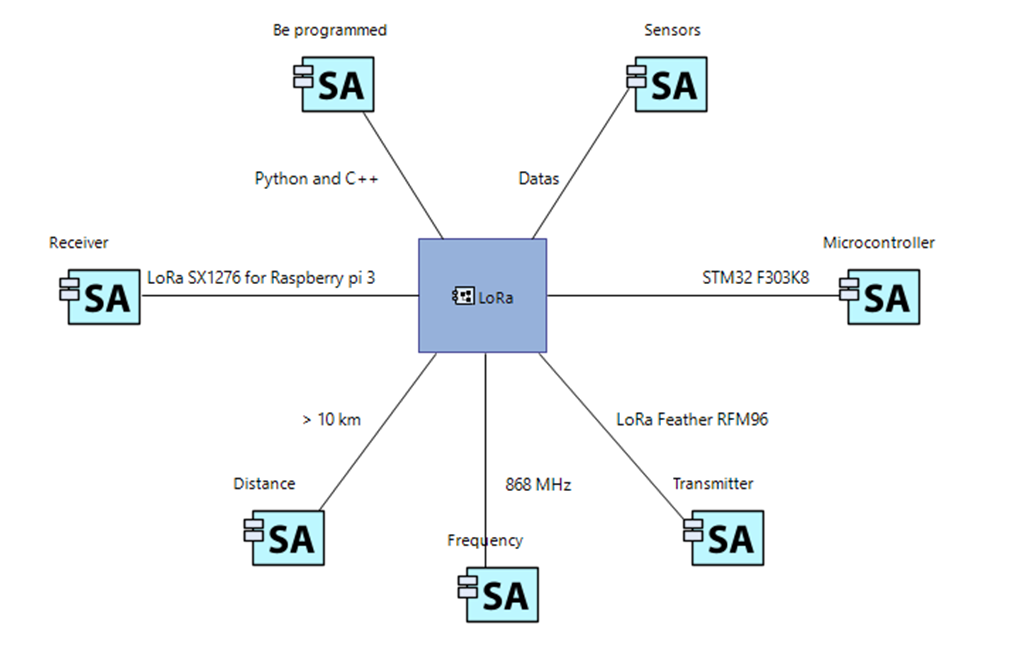 Be programmed
Sensors
SA
SA
Python and C++
Datas
Receiver
Microcontroller
LoRa SX1276 for Raspberry pi 3
STM32 F303K8
SA
LoRa
SA
> 10 km
LoRa Feather RFM96
Distance
868 MHz
Transmitter
SA
Frequency
SA
SA